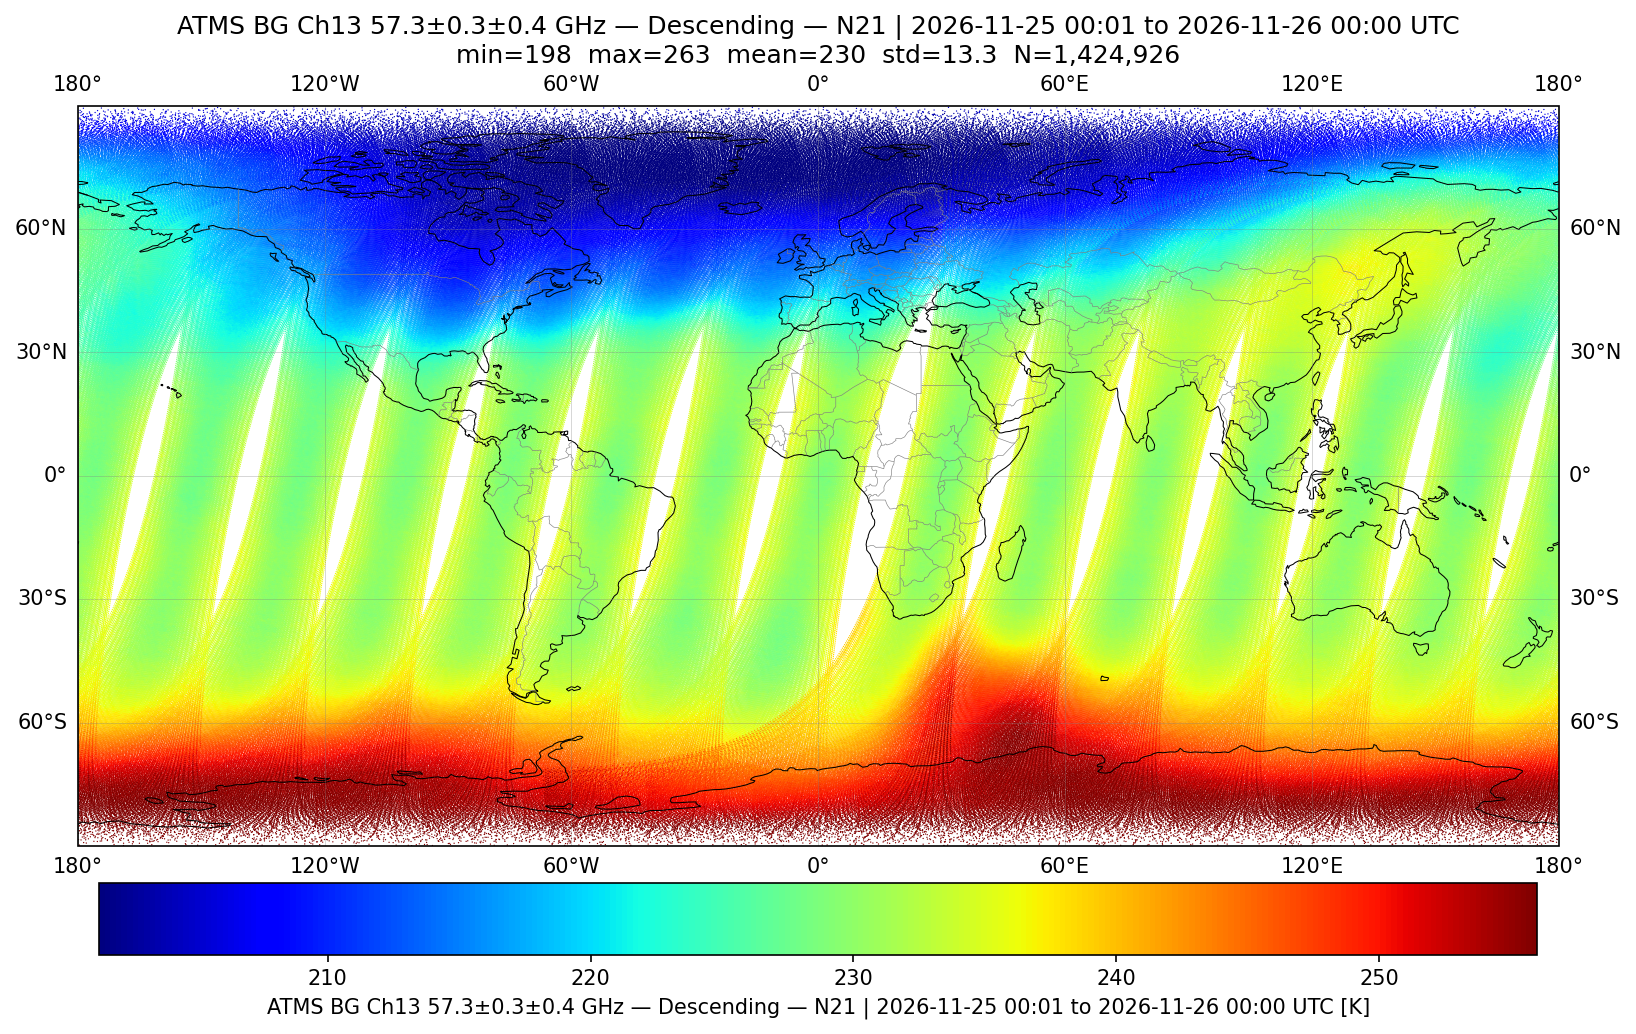 ATMS BG Ch13 57.3±0.3±0.4 GHz — Descending — N21 | 2026-11-25 00:01 to 2026-11-26 00:00 UTC
min=198  max=263  mean=230  std=13.3  N=1,424,926
180° 120°W 60°W 0° 60°E 120°E 180°
60°N 60°N
30°N 30°N
0° 0°
30°S 30°S
60°S 60°S
180° 120°W 60°W 0° 60°E 120°E 180°
210 220 230 240 250
ATMS BG Ch13 57.3±0.3±0.4 GHz — Descending — N21 | 2026-11-25 00:01 to 2026-11-26 00:00 UTC [K]